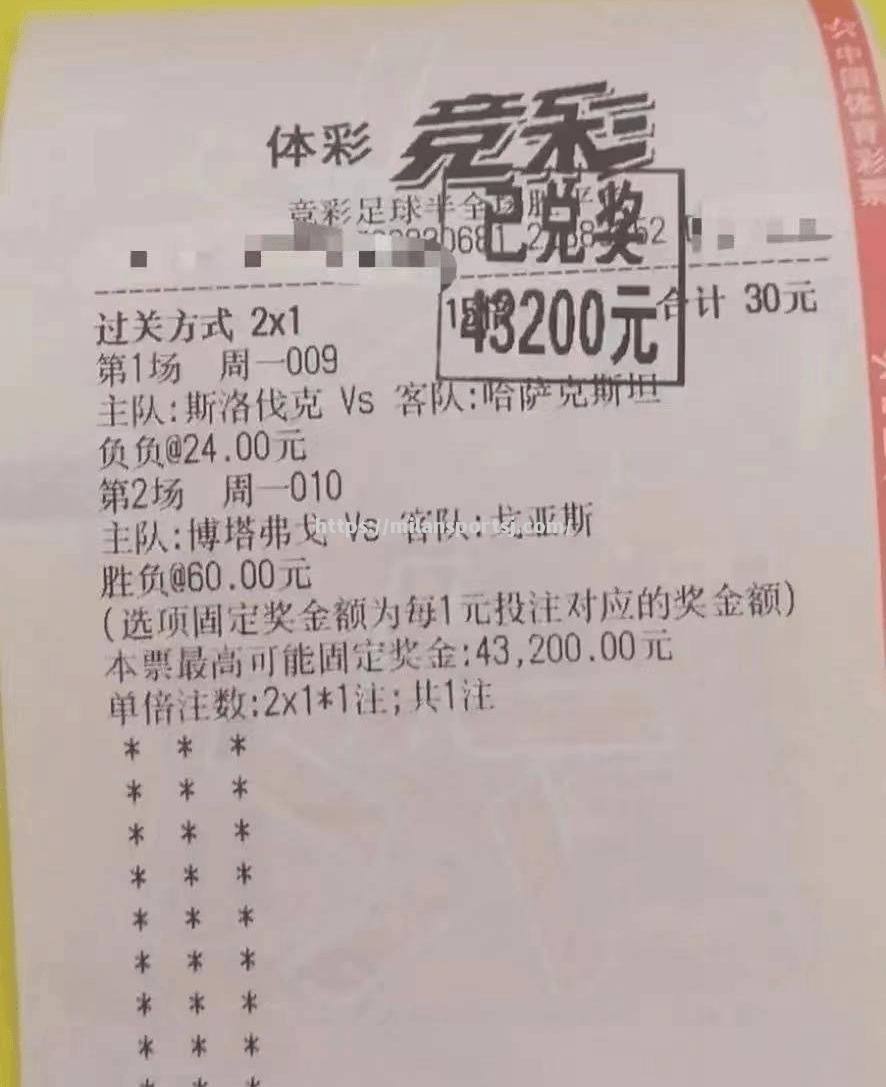 体彩 竞彩
竞彩足球半全场胜平
已兑奖
43200元
合计 30元
过关方式 2x1
第1场 周一009
主队:斯洛伐克 Vs 客队:哈萨克斯坦
负负@24.00元
第2场 周一010
主队:博塔弗戈 Vs 客队:戈亚斯
https://milansportsj.com/
胜负@60.00元
(选项固定奖金额为每1元投注对应的奖金额)
本票最高可能固定奖金:43,200.00元
单倍注数:2x1*1注;共1注
* * *
* * *
* * *
* * *
* * *
* * *
* * *
* * *
* * *
中国体育彩票